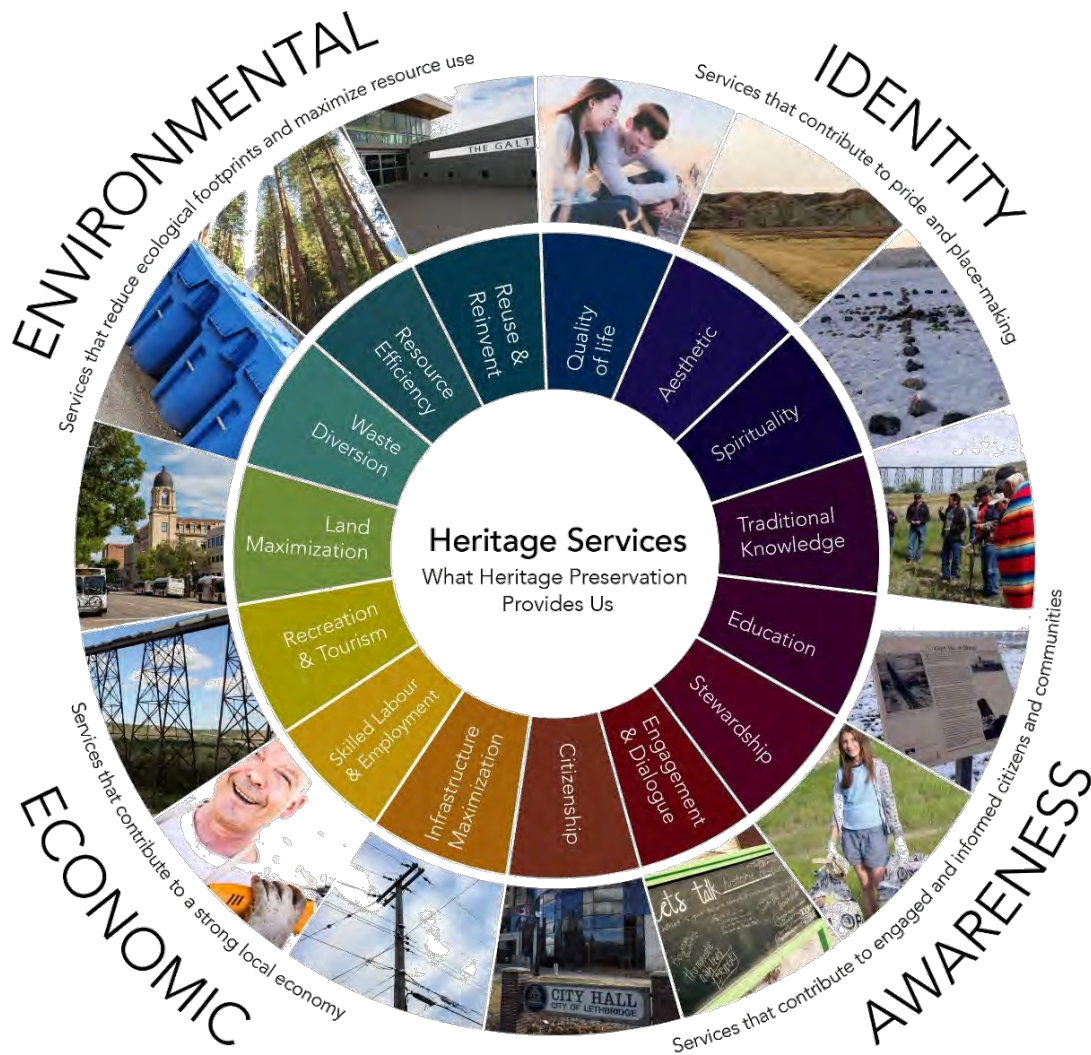 ENVIRONMENTAL
Services that reduce ecological footprints and maximize resource use
IDENTITY
Services that contribute to pride and place-making
AWARENESS
Services that contribute to engaged and informed citizens and communities
ECONOMIC
Services that contribute to a strong local economy
Heritage Services
What Heritage Preservation
Provides Us
Quality
of life
Aesthetic
Spirituality
Traditional
Knowledge
Education
Stewardship
Engagement
& Dialogue
Citizenship
Infrastructure
Maximization
Skilled Labour
& Employment
Recreation
& Tourism
Land
Maximization
Waste
Diversion
Resource
Efficiency
Reuse &
Reinvent
THE GALT
Let's talk
CITY HALL
CITY OF LETHBRIDGE